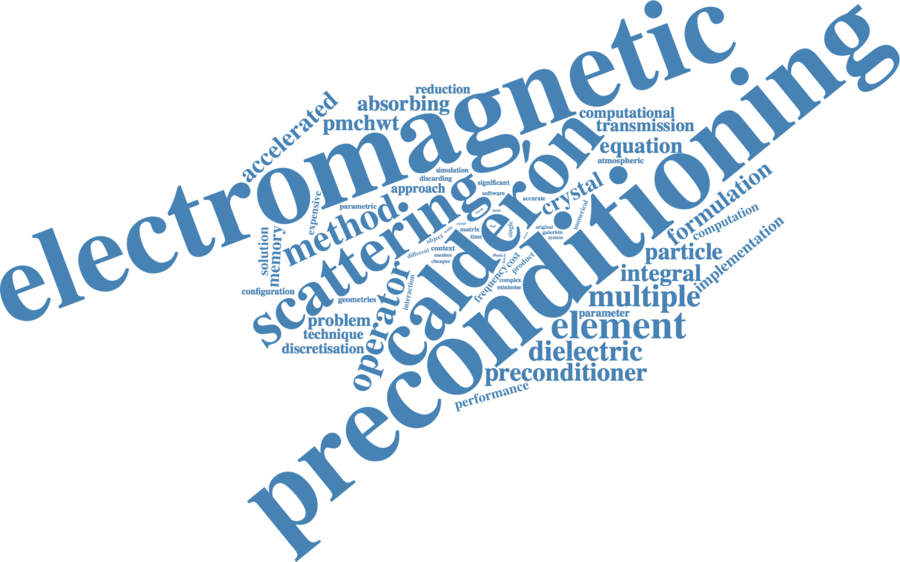 electromagnetic
preconditioning
calderon
scattering,
method.
operator
element
reduction
absorbing
accelerated
pmchwt
computational
transmission
equation
atmospheric
simulation
discarding
approach
significant
software
accurate
crystal
parametric
expensive
solution
memory
configuration
geometries
problem
technique
discretisation
interaction
different
object
context
meshes
cheaper
matrix
time
single
original
galerkin
numerical
product
cost
frequency
complex
minimise
formulation
computation
implementation
particle
integral
multiple
parameter
dielectric
preconditioner
performance